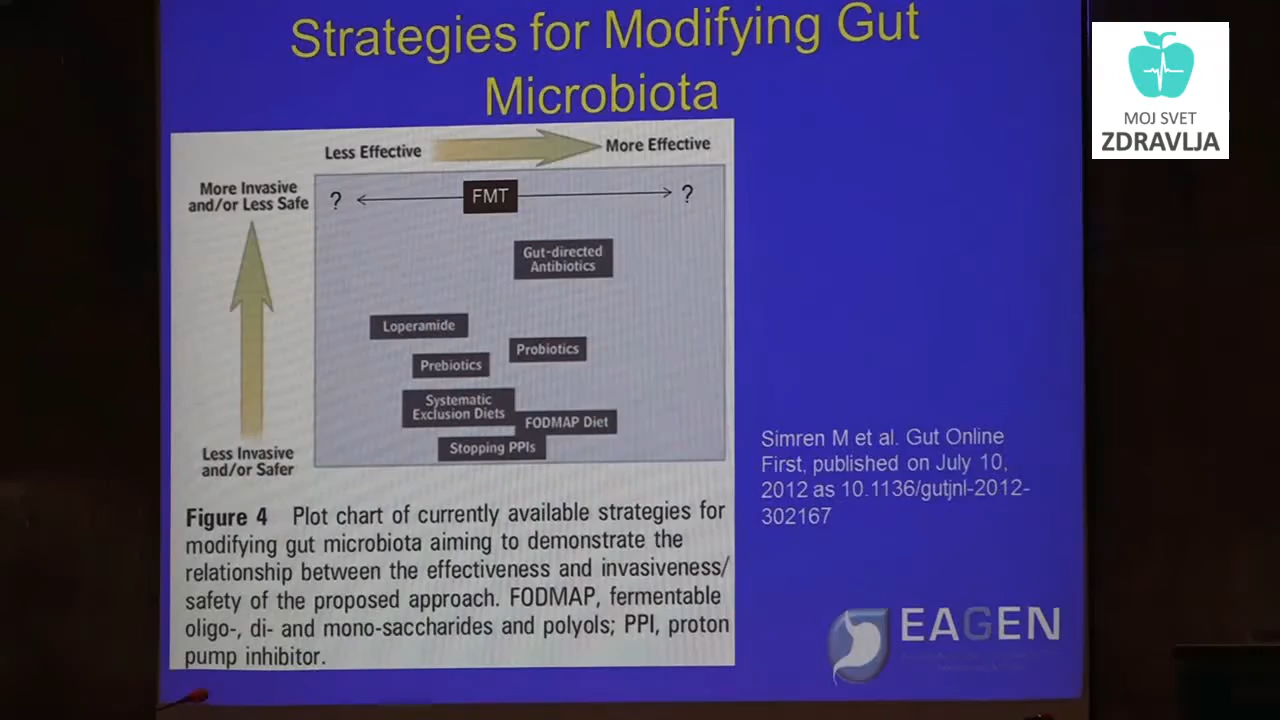 Strategies for Modifying Gut
Microbiota
MOJ SVET
ZDRAVLJA
Less Effective
More Effective
More Invasive
and/or Less Safe
?
FMT
?
Gut-directed
Antibiotics
Loperamide
Probiotics
Prebiotics
Systematic
Exclusion Diets
FODMAP Diet
Stopping PPIs
Less Invasive
and/or Safer
Simren M et al. Gut Online
First, published on July 10,
2012 as 10.1136/gutjnl-2012-
302167
Figure 4 Plot chart of currently available strategies for
modifying gut microbiota aiming to demonstrate the
relationship between the effectiveness and invasiveness/
safety of the proposed approach. FODMAP, fermentable
oligo-, di- and mono-saccharides and polyols; PPI, proton
pump inhibitor.
EAGEN